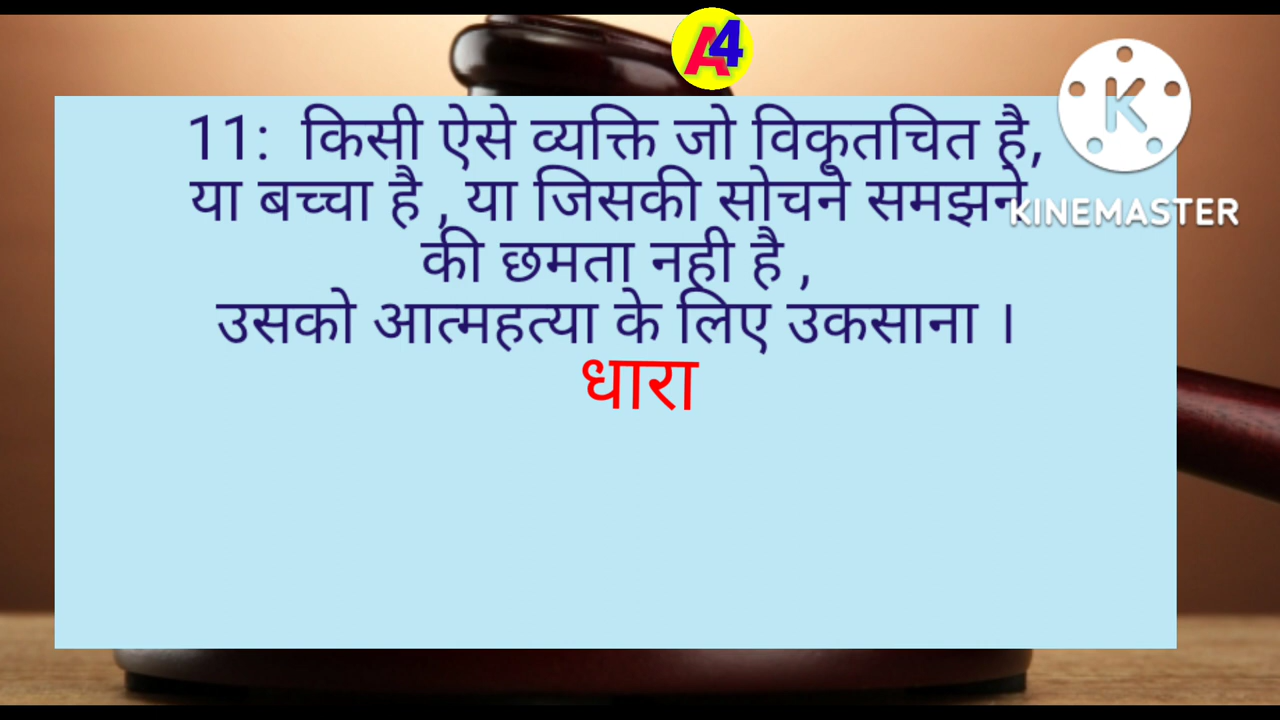 A4
11: किसी ऐसे व्यक्ति जो विकृतचित है,
या बच्चा है , या जिसकी सोचने समझने
की छमता नही है ,
उसको आत्महत्या के लिए उकसाना ।
धारा
K
KINEMASTER